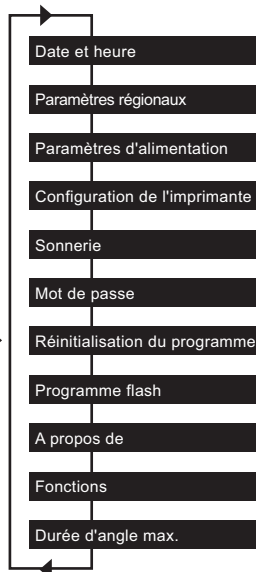 Date et heure
Paramètres régionaux
Paramètres d'alimentation
Configuration de l'imprimante
Sonnerie
Mot de passe
Réinitialisation du programme
Programme flash
A propos de
Fonctions
Durée d'angle max.